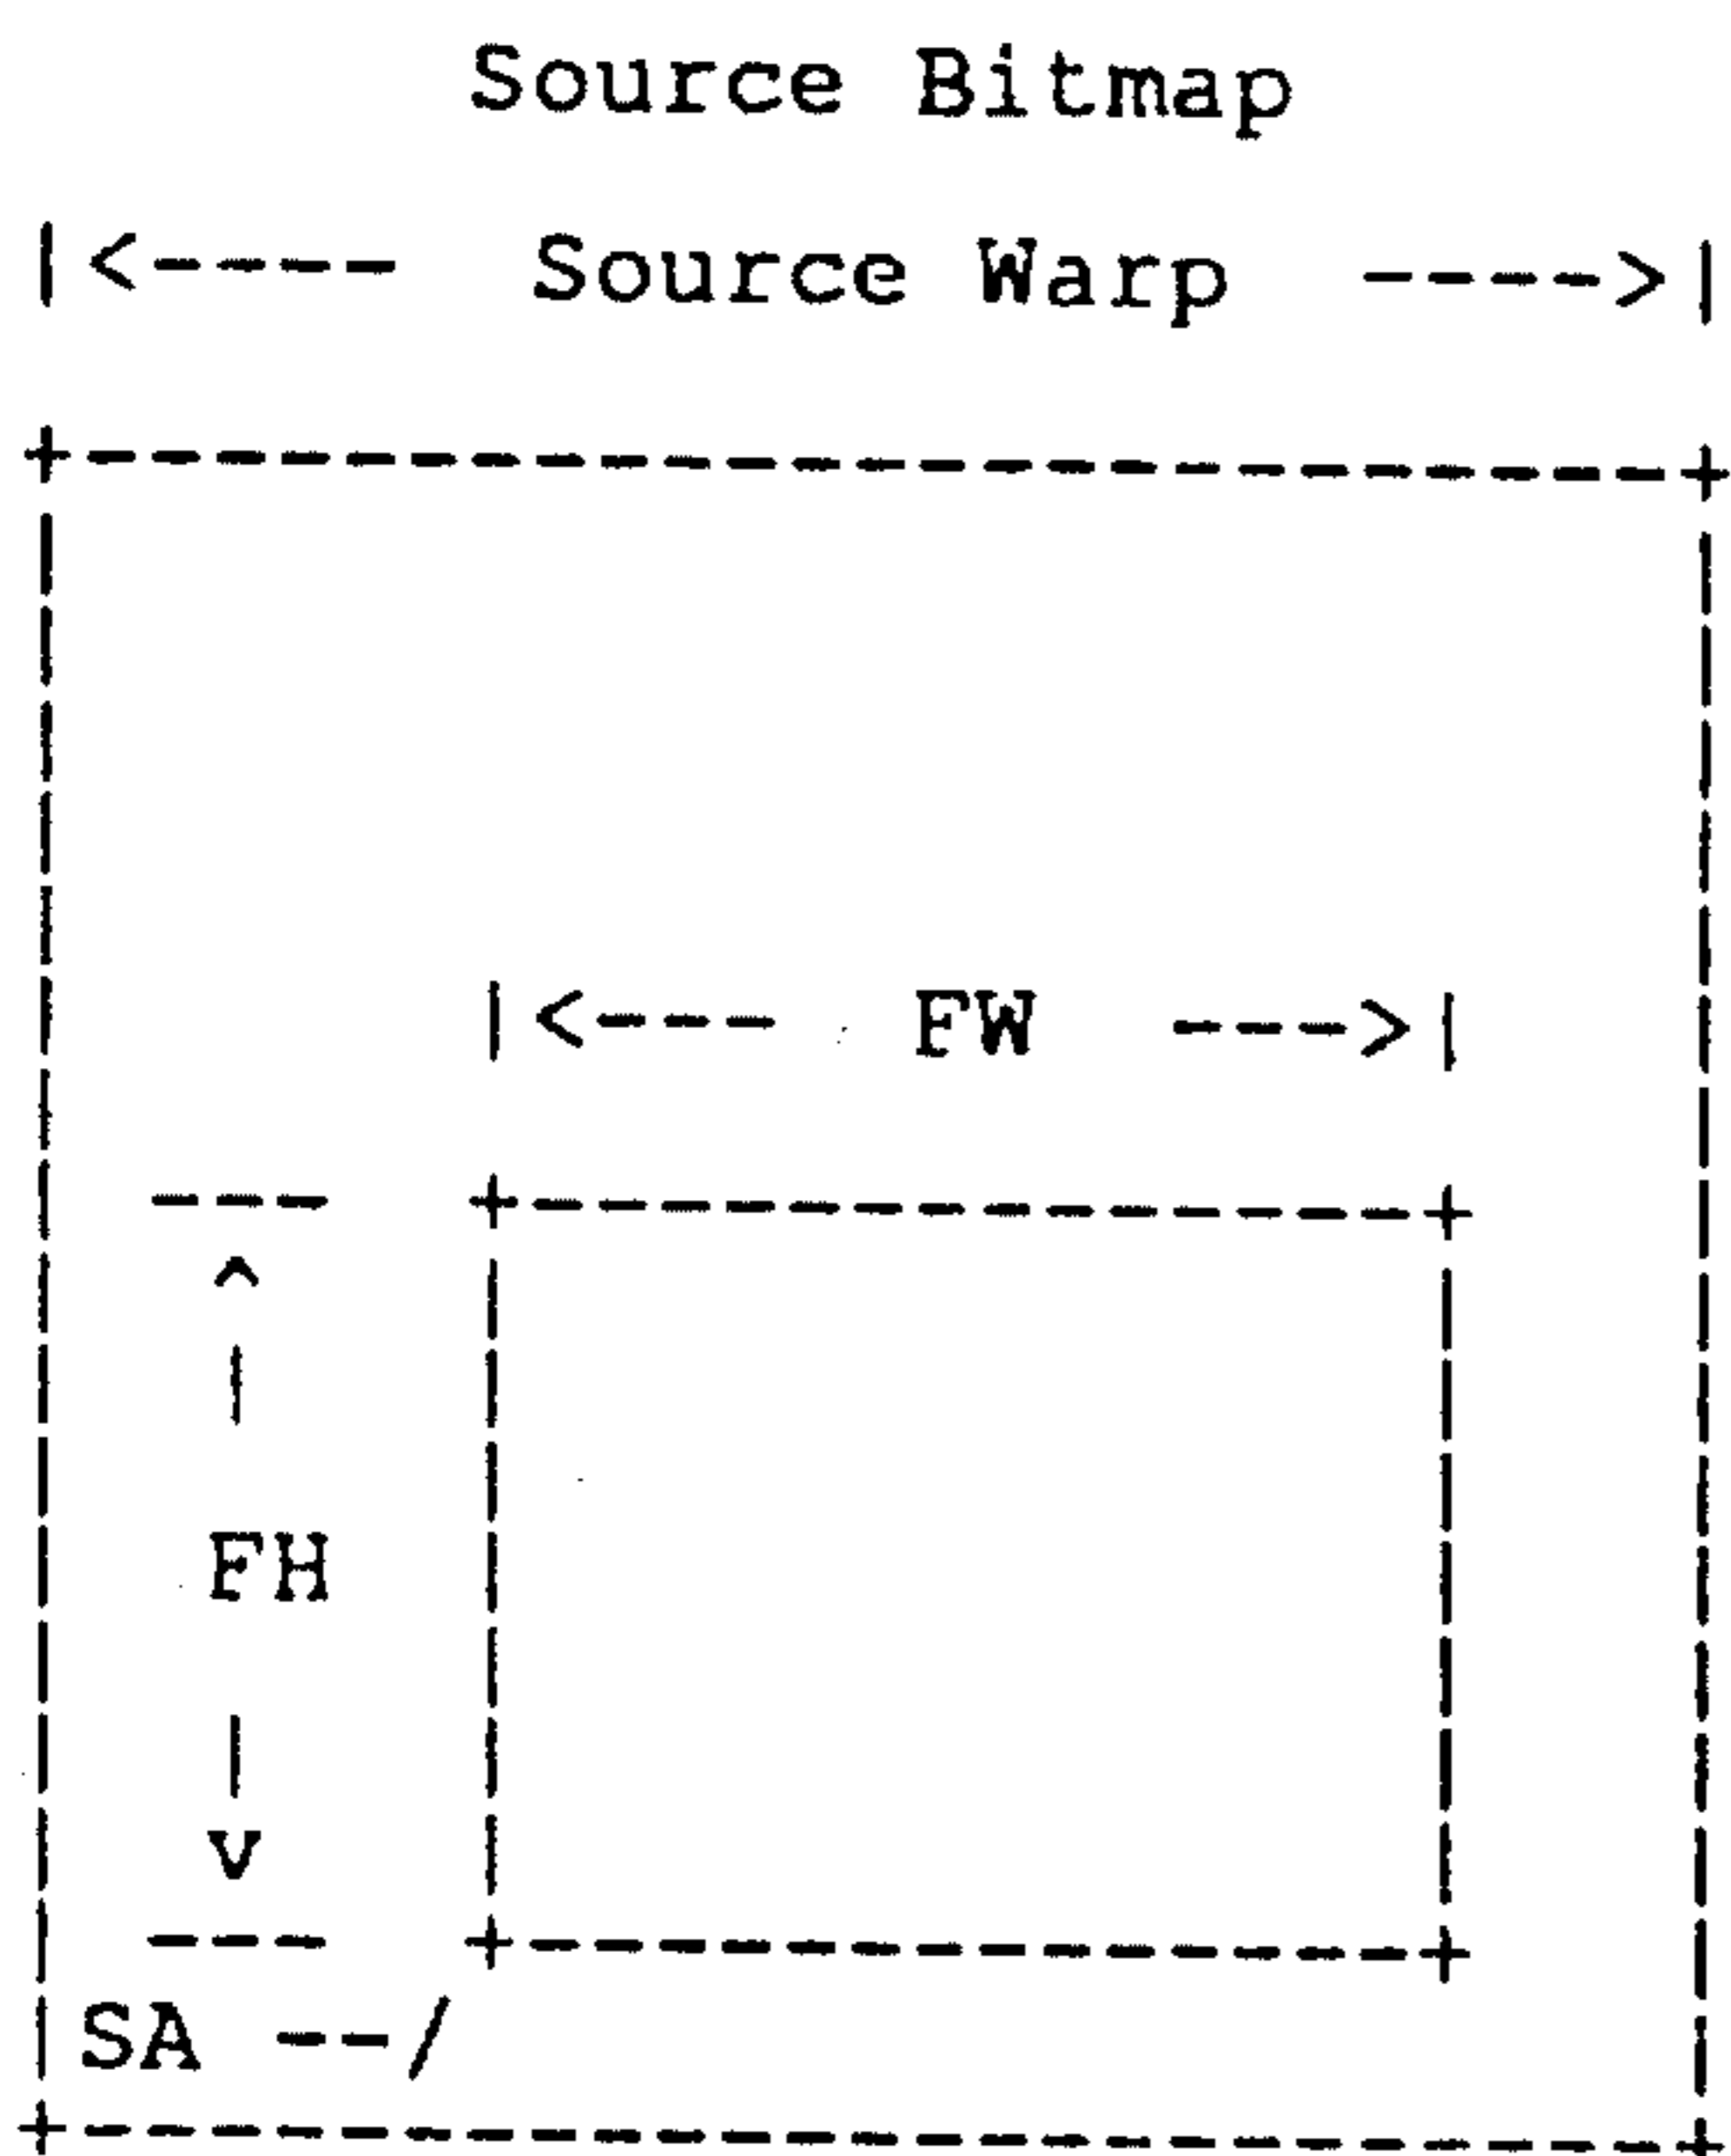 Source Bitmap
|<---- Source Warp ---->|
|<--- FW --->|
FH
SA --/